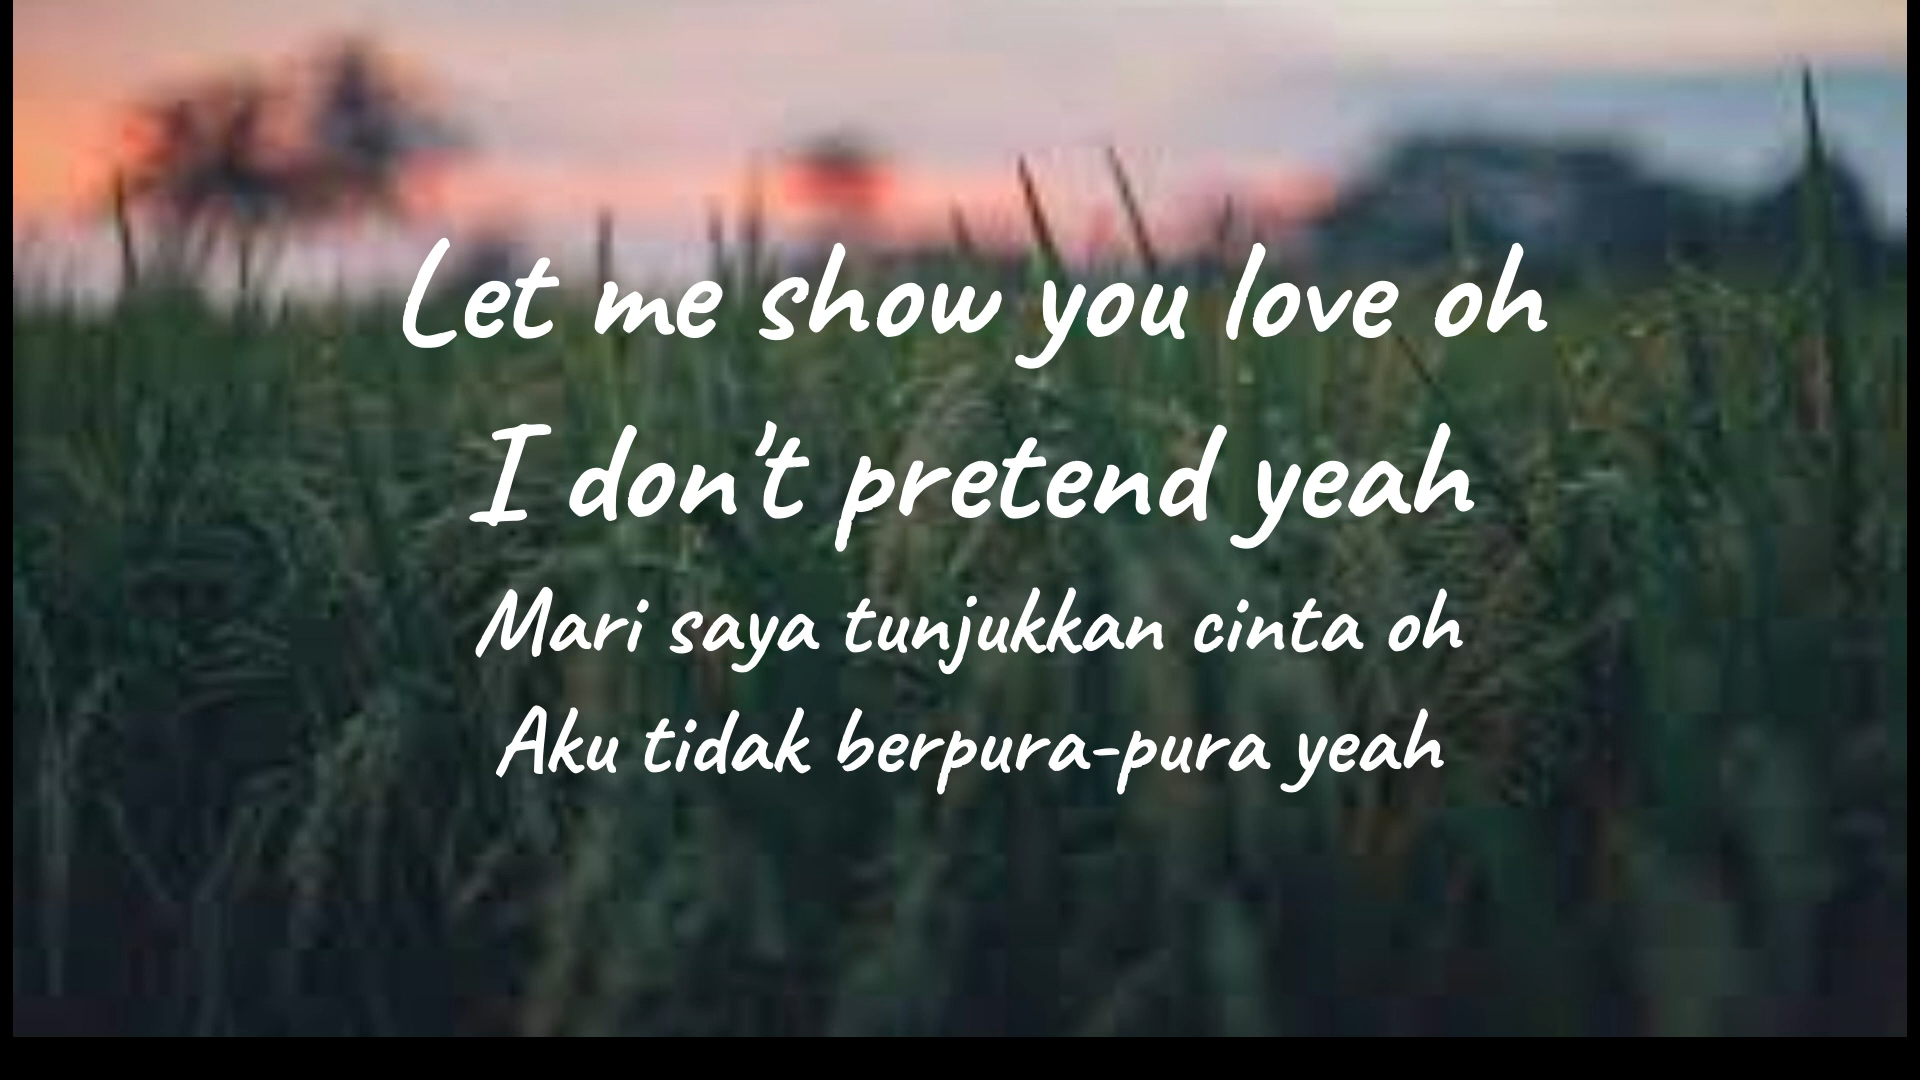 Let me show you love oh
I don't pretend yeah
Mari saya tunjukkan cinta oh
Aku tidak berpura-pura yeah